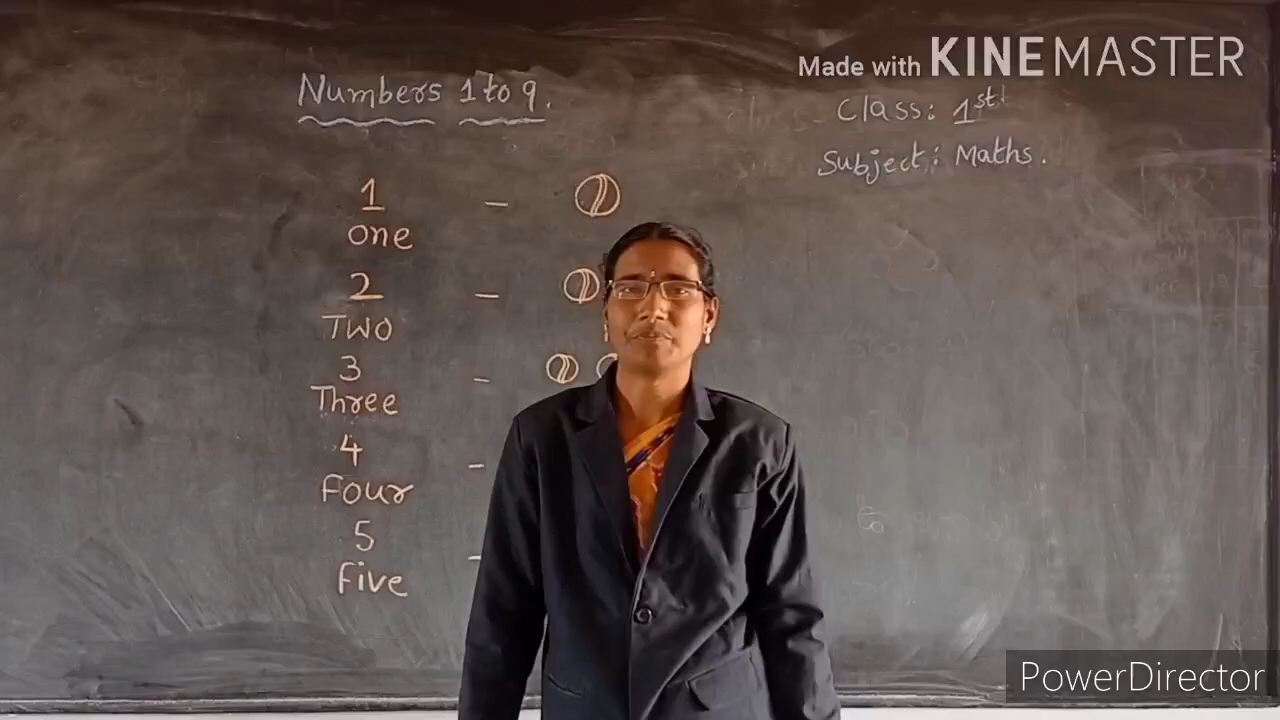 Made with KINEMASTER
Numbers 1 to 9.
Class: 1st
Subject: Maths.
1 -
one
2 -
TWO
3 -
Three
4 -
Four
5 -
Five
PowerDirector